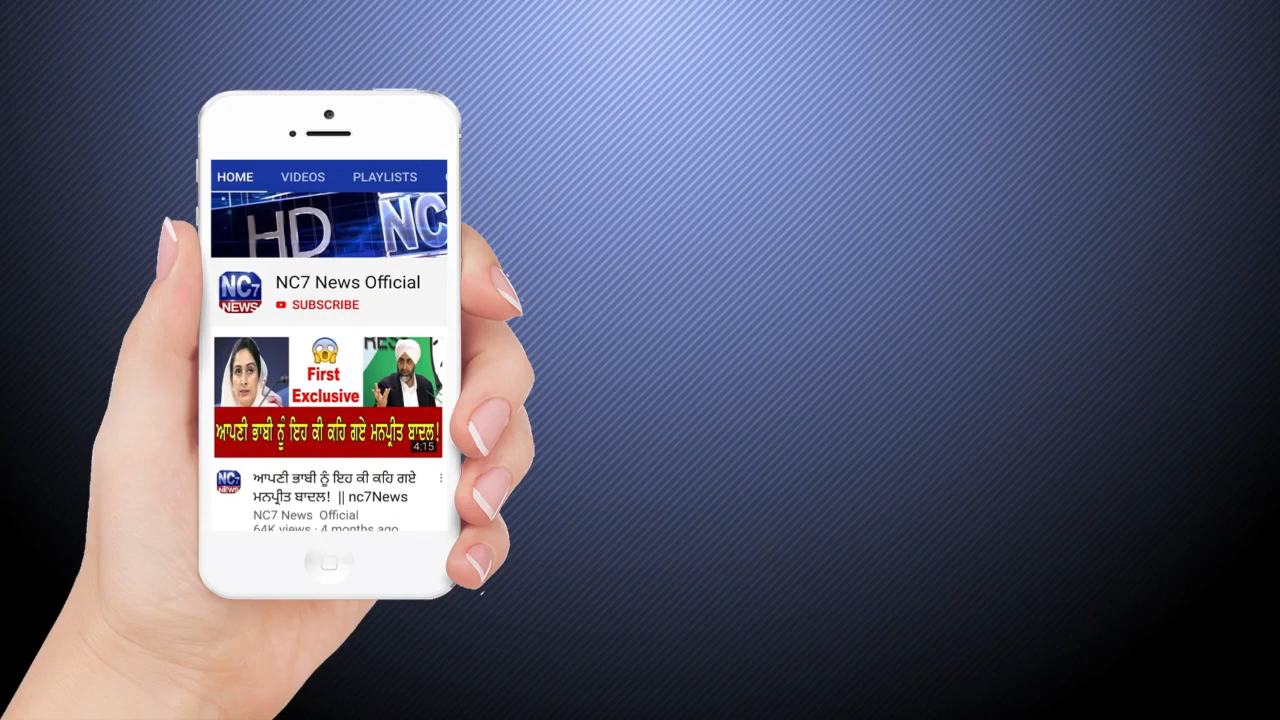 HOME VIDEOS PLAYLISTS
HD NC
NC7
NEWS
NC7 News Official
SUBSCRIBE
First
Exclusive
ਆਪਣੀ ਭਾਬੀ ਨੂੰ ਇਹ ਕੀ ਕਹਿ ਗਏ ਮਨਪ੍ਰੀਤ ਬਾਦਲ!
4:15
NC7
NEWS
ਆਪਣੀ ਭਾਬੀ ਨੂੰ ਇਹ ਕੀ ਕਹਿ ਗਏ
ਮਨਪ੍ਰੀਤ ਬਾਦਲ! || nc7News
NC7 News Official
64K views · 4 months ago